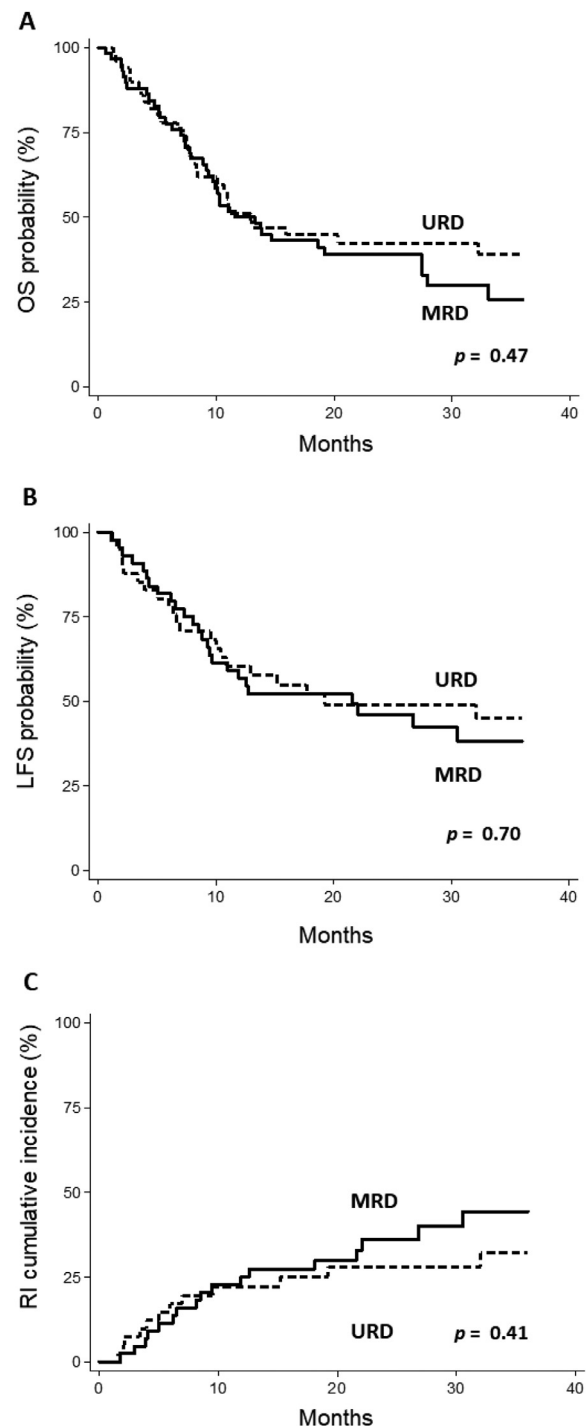 A
OS probability (%)
100
75
50
25
0
URD
MRD
p = 0.47
0 10 20 30 40
Months
B
LFS probability (%)
100
75
50
25
0
URD
MRD
p = 0.70
0 10 20 30 40
Months
C
RI cumulative incidence (%)
100
75
50
25
0
MRD
URD
p = 0.41
0 10 20 30 40
Months